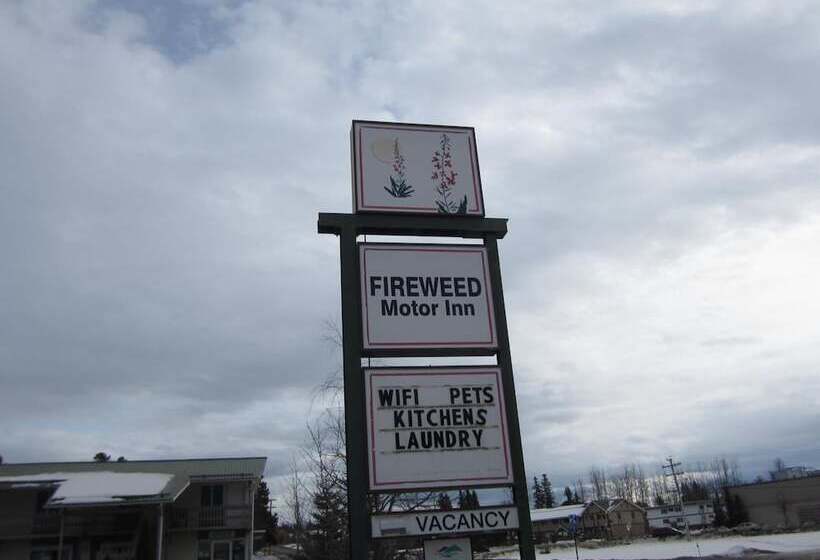 FIREWEED
Motor Inn
WIFI PETS
KITCHENS
LAUNDRY
VACANCY